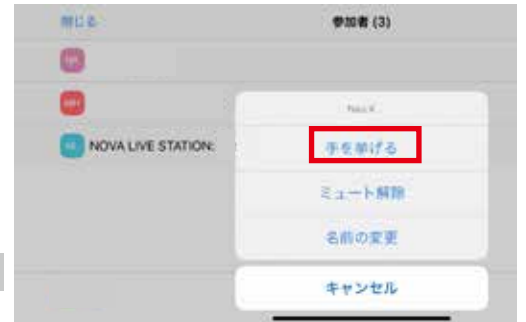 閉じる
参加者 (3)
NOVA LIVE STATION:
手を挙げる
ミュート解除
名前の変更
キャンセル